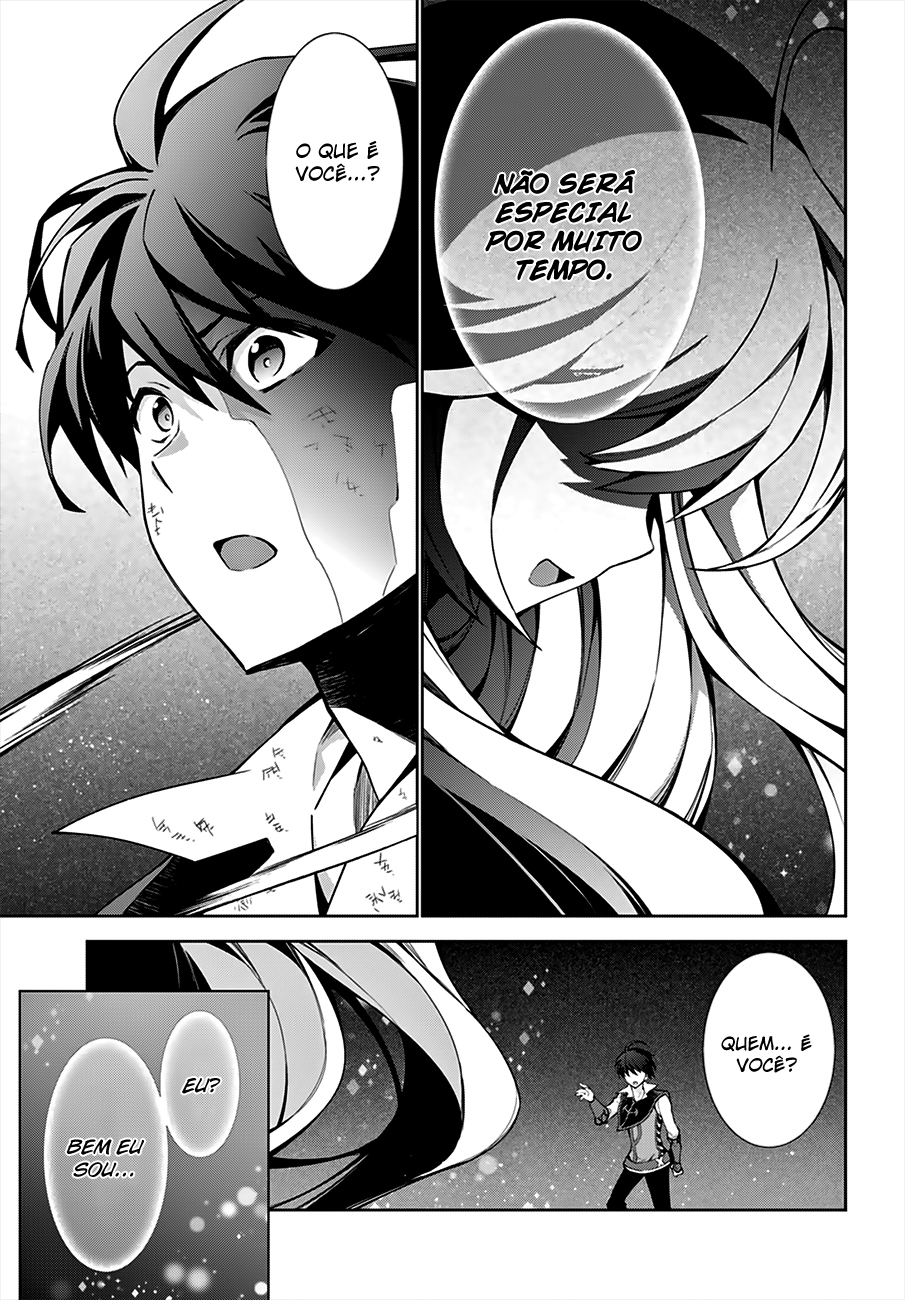 NÃO SERÁ
ESPECIAL
POR MUITO
TEMPO.
O QUE É
VOCÊ...?
QUEM... É
VOCÊ?
EU?
BEM EU
SOU...